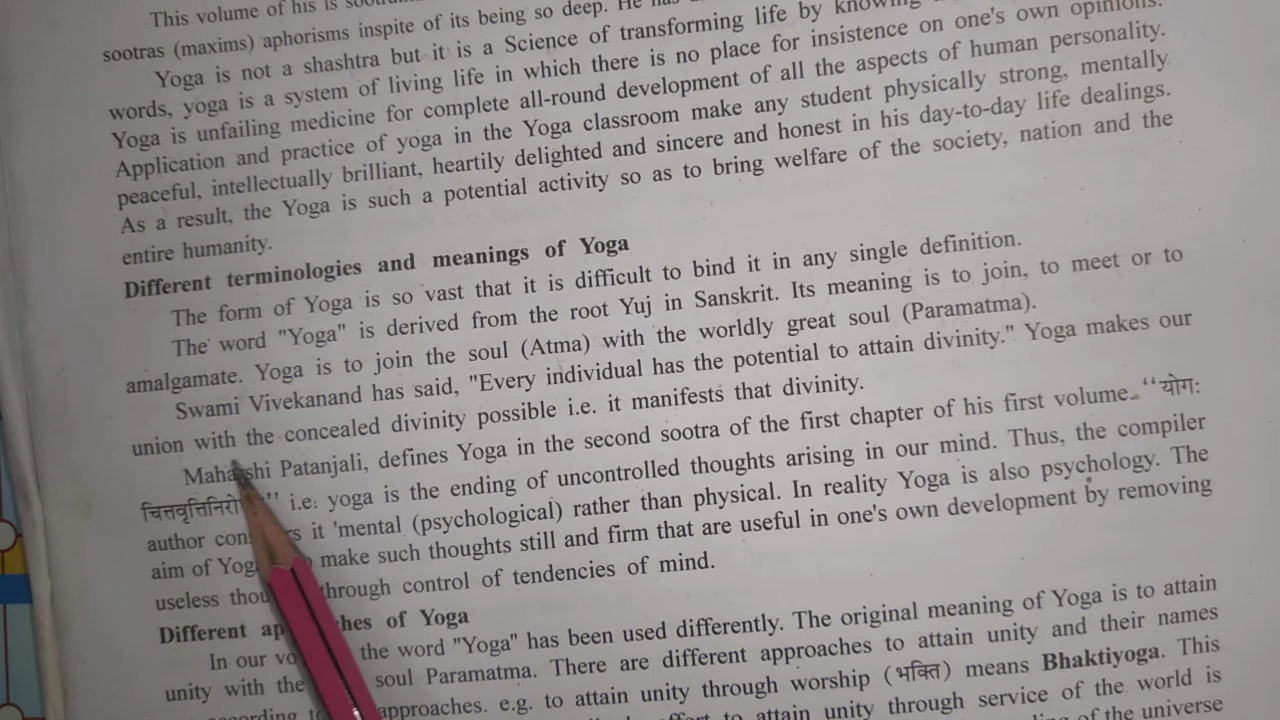 This volume of his is
sootras (maxims) aphorisms inspite of its being so deep. He has
Yoga is not a shashtra but it is a Science of transforming life by knowing
words, yoga is a system of living life in which there is no place for insistence on one's own opinions.
Yoga is unfailing medicine for complete all-round development of all the aspects of human personality.
Application and practice of yoga in the Yoga classroom make any student physically strong, mentally
peaceful, intellectually brilliant, heartily delighted and sincere and honest in his day-to-day life dealings.
As a result, the Yoga is such a potential activity so as to bring welfare of the society, nation and the
entire humanity.
Different terminologies and meanings of Yoga
The form of Yoga is so vast that it is difficult to bind it in any single definition.
The word "Yoga" is derived from the root Yuj in Sanskrit. Its meaning is to join, to meet or to
amalgamate. Yoga is to join the soul (Atma) with the worldly great soul (Paramatma).
Swami Vivekanand has said, "Every individual has the potential to attain divinity." Yoga makes our
union with the concealed divinity possible i.e. it manifests that divinity.
Maharshi Patanjali, defines Yoga in the second sootra of the first chapter of his first volume. “योगः
चित्तवृत्तिनिरो ” i.e: yoga is the ending of uncontrolled thoughts arising in our mind. Thus, the compiler
author it 'mental (psychological) rather than physical. In reality Yoga is also psychology. The
aim of make such thoughts still and firm that are useful in one's own development by removing
useless through control of tendencies of mind.
Different of Yoga
In our the word "Yoga" has been used differently. The original meaning of Yoga is to attain
unity with the soul Paramatma. There are different approaches to attain unity and their names
approaches. e.g. to attain unity through worship (भक्ति) means Bhaktiyoga. This
to attain unity through service of the world is
of the universe